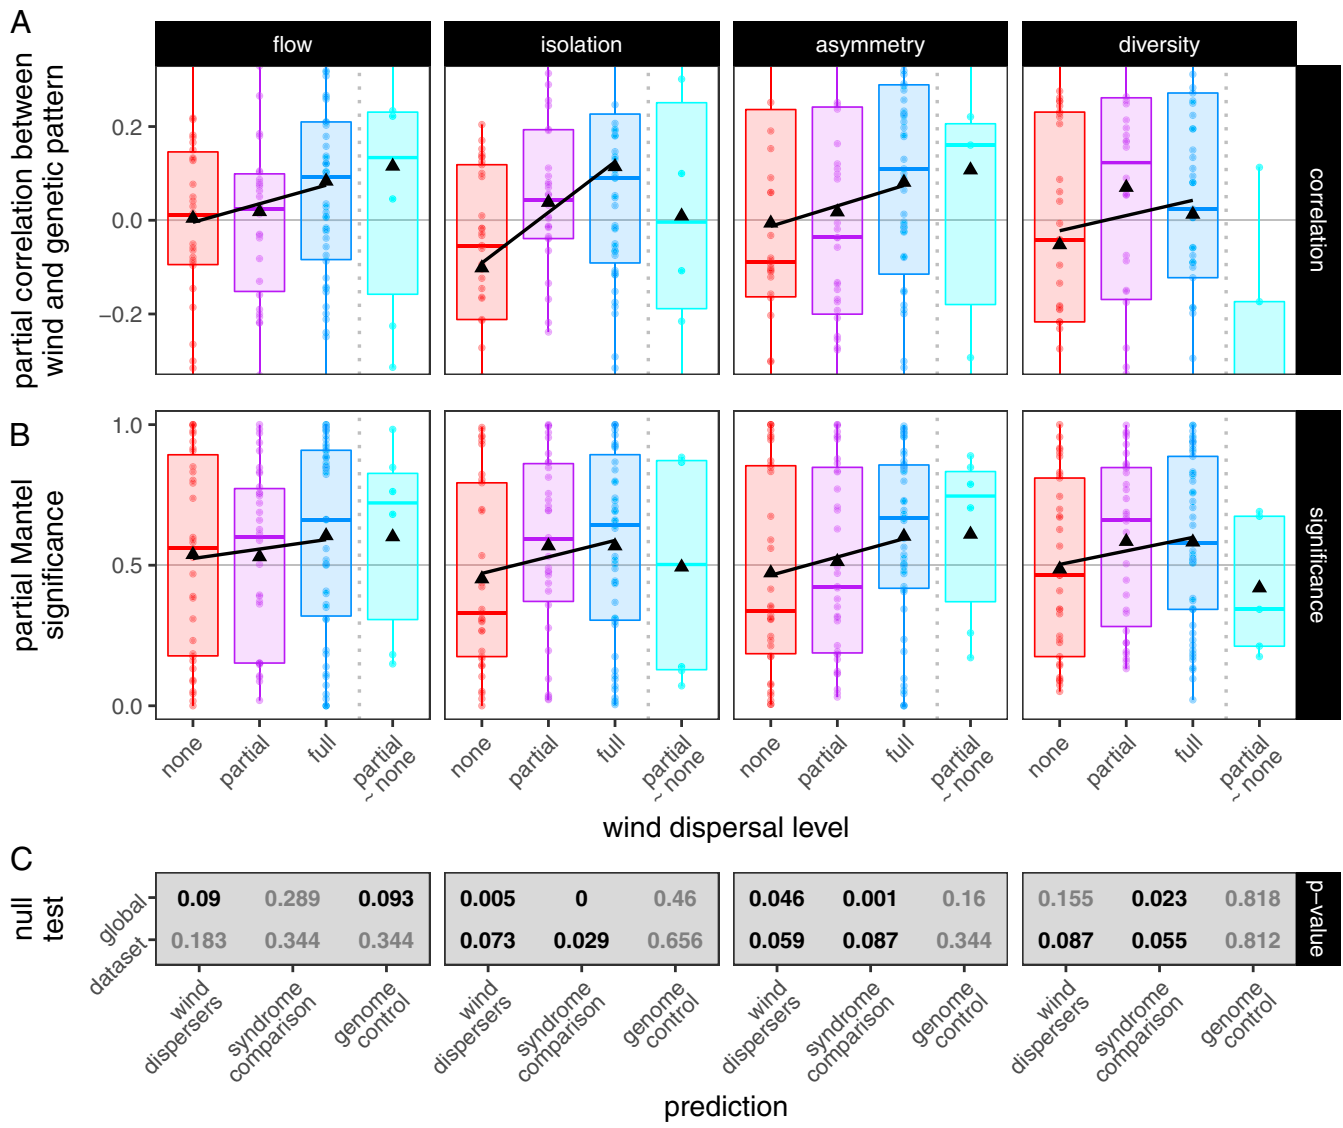 A
partial correlation between
wind and genetic pattern
flow
isolation
asymmetry
diversity
0.2
0.0
−0.2
correlation
B
partial Mantel
significance
1.0
0.5
0.0
significance
none
partial
full
partial
~ none
none
partial
full
partial
~ none
none
partial
full
partial
~ none
none
partial
full
partial
~ none
wind dispersal level
C
null
test
global
0.09 0.289 0.093 0.005 0 0.46 0.046 0.001 0.16 0.155 0.023 0.818
dataset
0.183 0.344 0.344 0.073 0.029 0.656 0.059 0.087 0.344 0.087 0.055 0.812
p−value
wind
dispersers
syndrome
comparison
genome
control
wind
dispersers
syndrome
comparison
genome
control
wind
dispersers
syndrome
comparison
genome
control
wind
dispersers
syndrome
comparison
genome
control
prediction